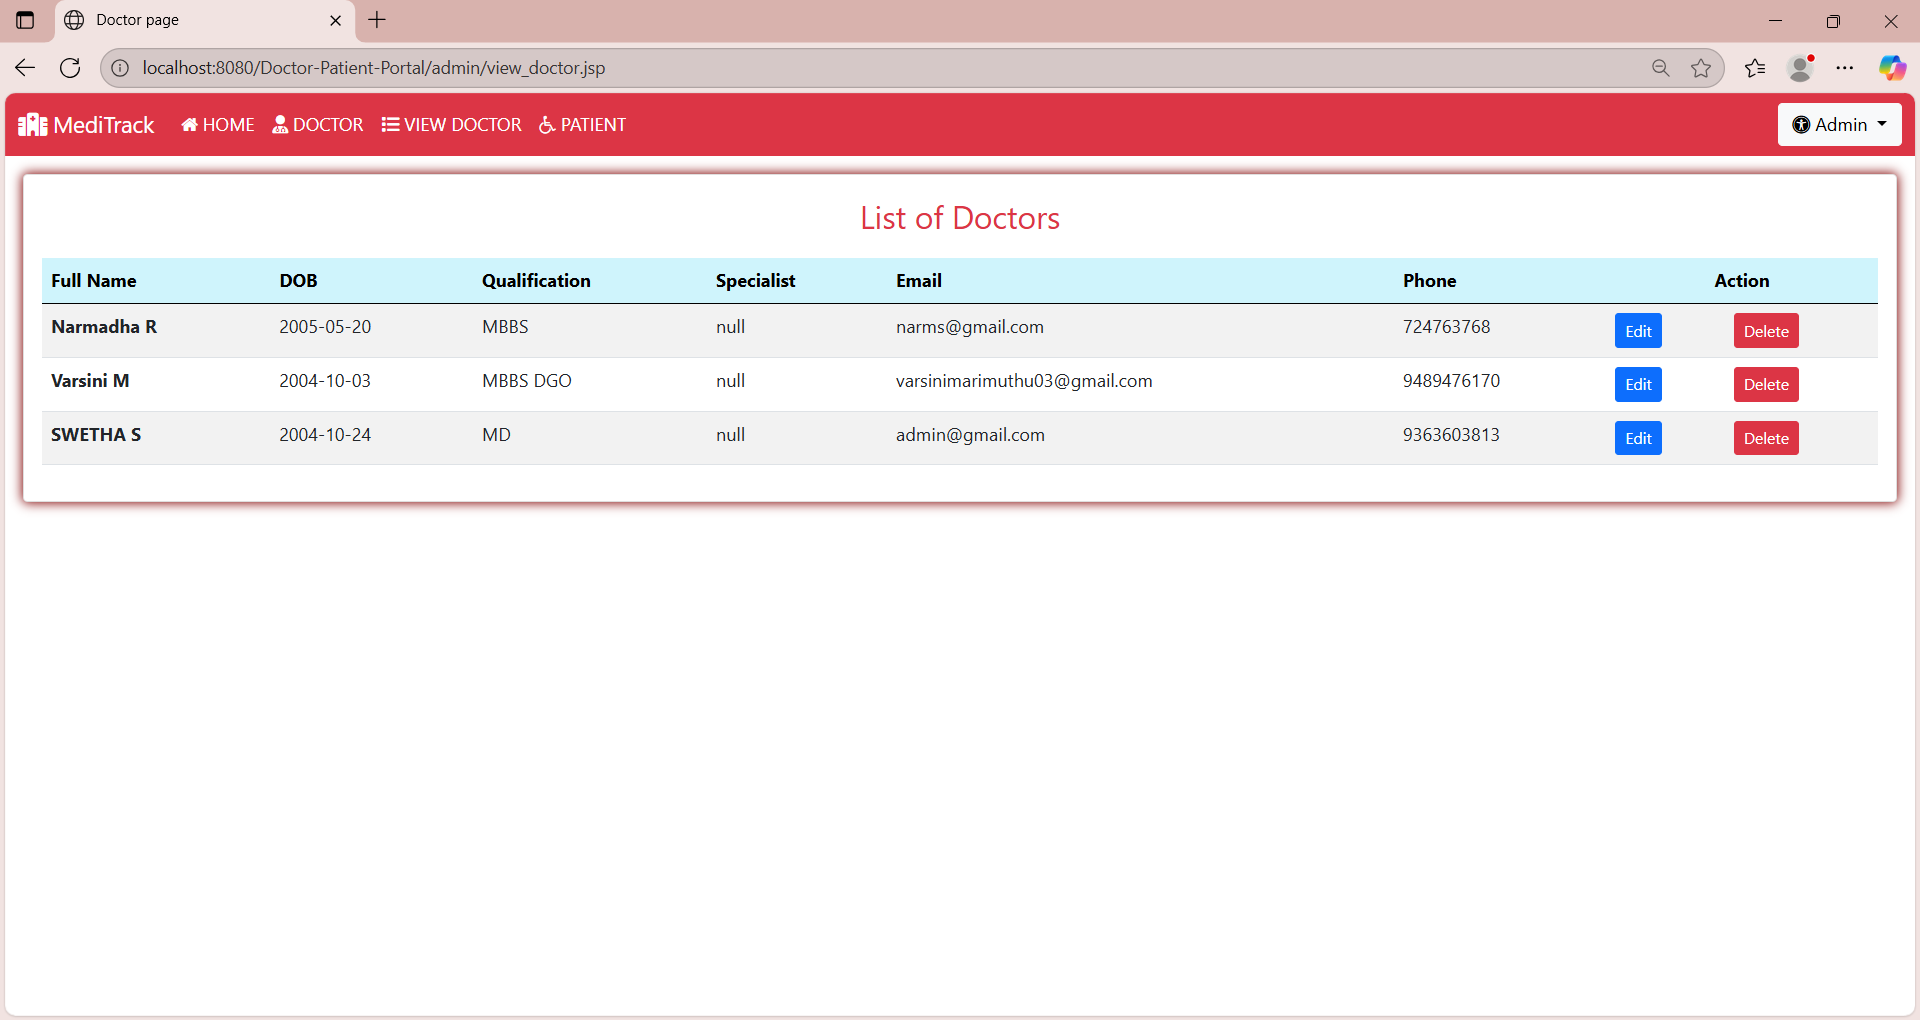 Doctor page
localhost:8080/Doctor-Patient-Portal/admin/view_doctor.jsp
MediTrack HOME DOCTOR VIEW DOCTOR PATIENT Admin
List of Doctors
Full Name DOB Qualification Specialist Email Phone Action
Narmadha R 2005-05-20 MBBS null narms@gmail.com 724763768 Edit Delete
Varsini M 2004-10-03 MBBS DGO null varsinimarimuthu03@gmail.com 9489476170 Edit Delete
SWETHA S 2004-10-24 MD null admin@gmail.com 9363603813 Edit Delete